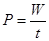 P = W/t